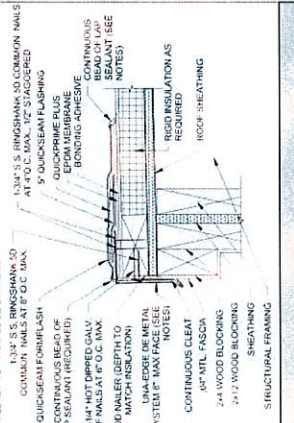 1-3/4" S.S. RINGSHANK 5D COMMON NAILS
AT 4"O.C. MAX., 1/2" STAGGERED
5" QUICKSEAM FLASHING
QUICKPRIME PLUS
EPDM MEMBRANE
BONDING ADHESIVE
CONTINUOUS
BEAD OF LAP
SEALANT (SEE
NOTES)
RIGID INSULATION AS
REQUIRED
ROOF SHEATHING
1-3/4" S.S. RINGSHANK 5D
COMMON NAILS AT 8" O.C. MAX
QUICKSEAM FORMFLASH
CONTINUOUS BEAD OF
SEALANT (REQUIRED)
HOT DIPPED GALV
NAILS AT 6" O.C. MAX
NAILER (DEPTH TO
MATCH INSULATION)
UNA-EDGE METAL
SYSTEM 6" MAX FACE (SEE
NOTES)
CONTINUOUS CLEAT
.04" MTL. FASCIA
2x4 WOOD BLOCKING
2x12 WOOD BLOCKING
SHEATHING
STRUCTURAL FRAMING